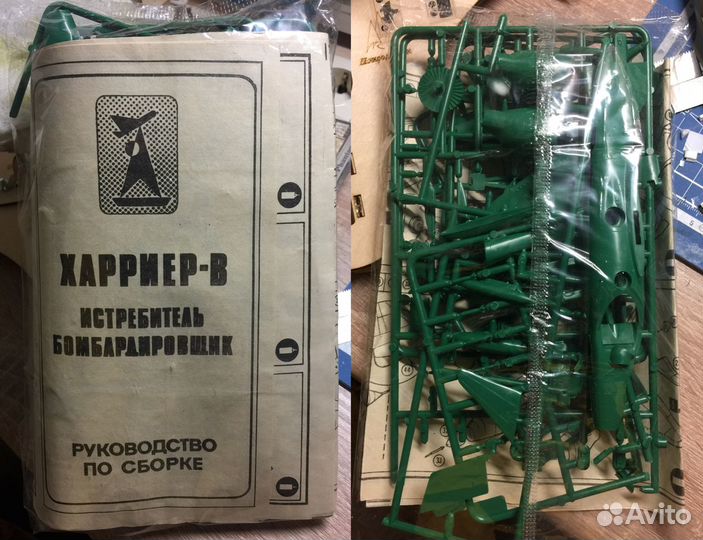 ХАРРИЕР-В
ИСТРЕБИТЕЛЬ
БОМБАРДИРОВЩИК
РУКОВОДСТВО
ПО СБОРКЕ
Avito